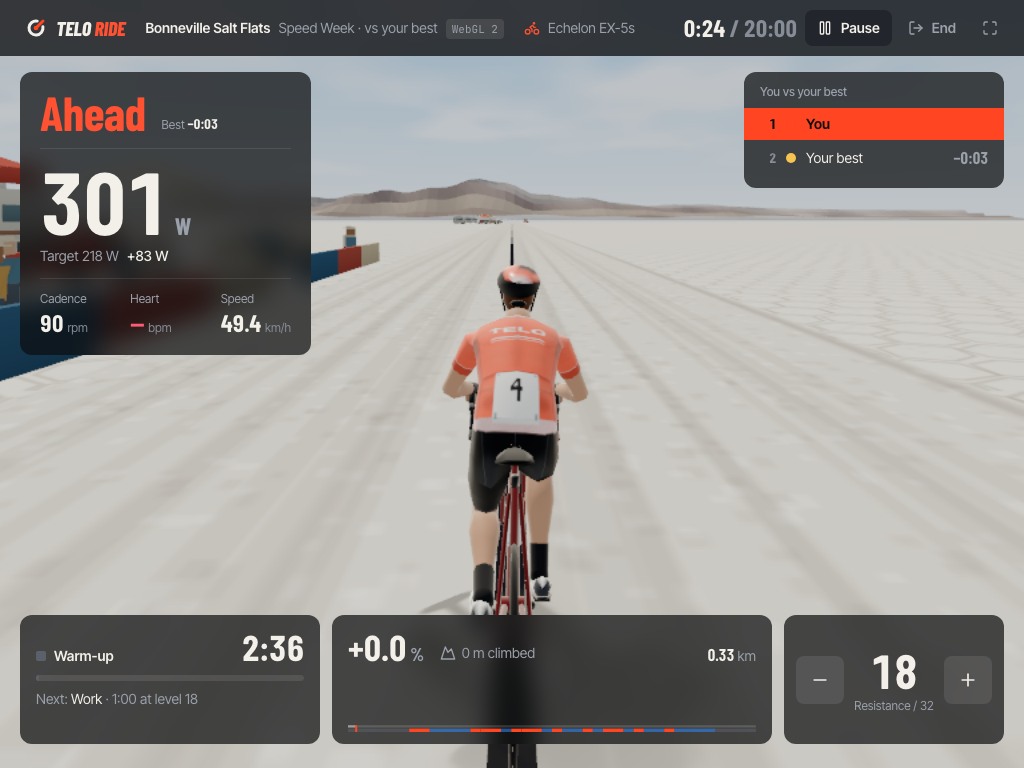 TELO RIDE Bonneville Salt Flats Speed Week · vs your best WebGL 2 Echelon EX-5s 0:24 / 20:00 Pause End
Ahead Best −0:03
301 W
Target 218 W +83 W
Cadence Heart Speed
90 rpm — bpm 49.4 km/h
You vs your best
1 You
2 Your best −0:03
TELO
4
Warm-up 2:36
Next: Work · 1:00 at level 18
+0.0 % 0 m climbed 0.33 km
− 18 +
Resistance / 32